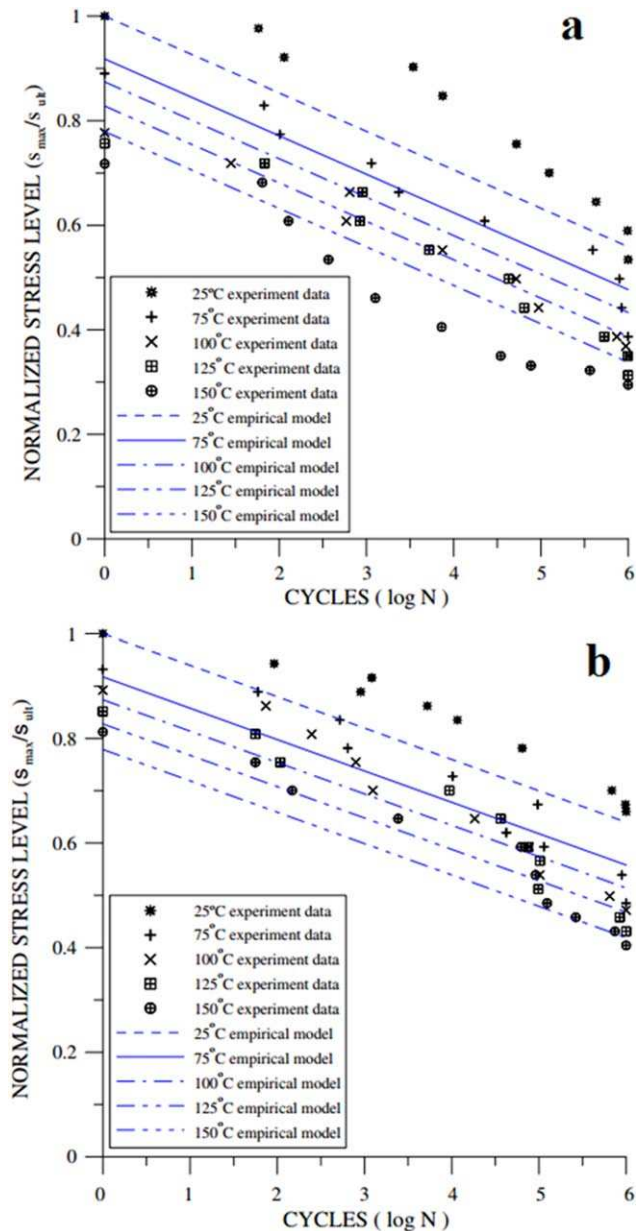 a
1
0.8
0.6
0.4
0.2
0
NORMALIZED STRESS LEVEL (s max/s ult)
25°C experiment data
75°C experiment data
100°C experiment data
125°C experiment data
150°C experiment data
25°C empirical model
75°C empirical model
100°C empirical model
125°C empirical model
150°C empirical model
0 1 2 3 4 5 6
CYCLES ( log N )
b
1
0.8
0.6
0.4
0.2
0
NORMALIZED STRESS LEVEL (s max/s ult)
25°C experiment data
75°C experiment data
100°C experiment data
125°C experiment data
150°C experiment data
25°C empirical model
75°C empirical model
100°C empirical model
125°C empirical model
150°C empirical model
0 1 2 3 4 5 6
CYCLES ( log N )